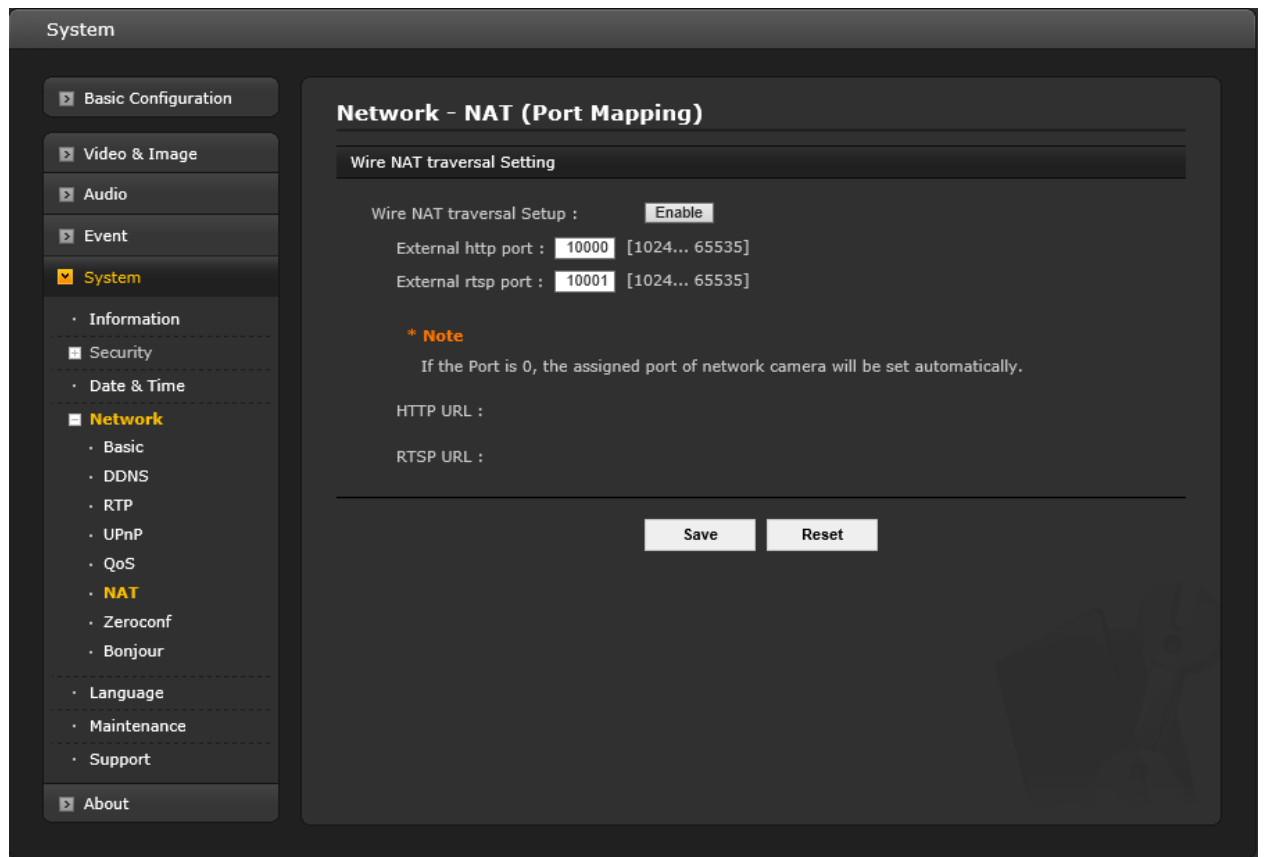 System
Basic Configuration
Video & Image
Audio
Event
System
· Information
Security
· Date & Time
Network
· Basic
· DDNS
· RTP
· UPnP
· QoS
· NAT
· Zeroconf
· Bonjour
· Language
· Maintenance
· Support
About
Network - NAT (Port Mapping)
Wire NAT traversal Setting
Wire NAT traversal Setup : Enable
External http port : 10000 [1024... 65535]
External rtsp port : 10001 [1024... 65535]
* Note
If the Port is 0, the assigned port of network camera will be set automatically.
HTTP URL :
RTSP URL :
Save Reset